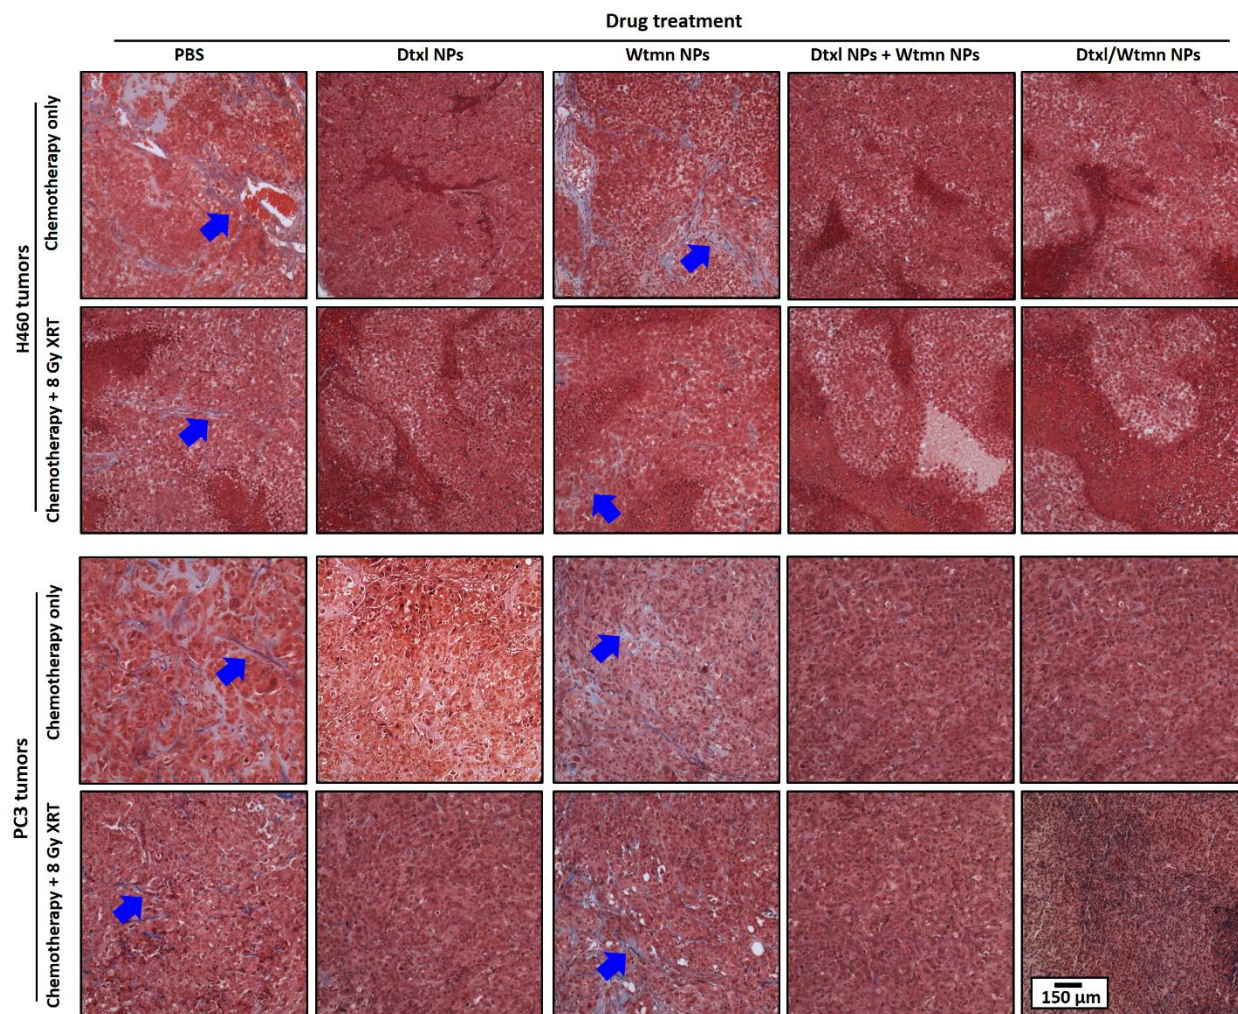 Drug treatment
PBS
Dtxl NPs
Wtmn NPs
Dtxl NPs + Wtmn NPs
Dtxl/Wtmn NPs
H460 tumors
Chemotherapy only
Chemotherapy + 8 Gy XRT
PC3 tumors
Chemotherapy only
Chemotherapy + 8 Gy XRT
150 µm